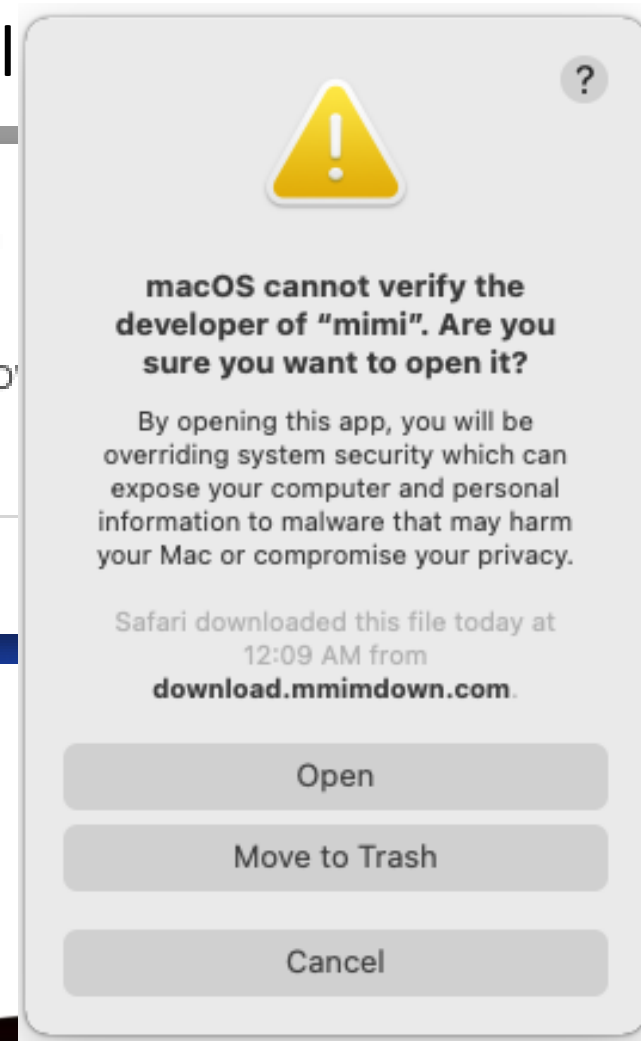 ?
macOS cannot verify the
developer of “mimi”. Are you
sure you want to open it?
By opening this app, you will be
overriding system security which can
expose your computer and personal
information to malware that may harm
your Mac or compromise your privacy.
Safari downloaded this file today at
12:09 AM from
download.mmimdown.com.
Open
Move to Trash
Cancel